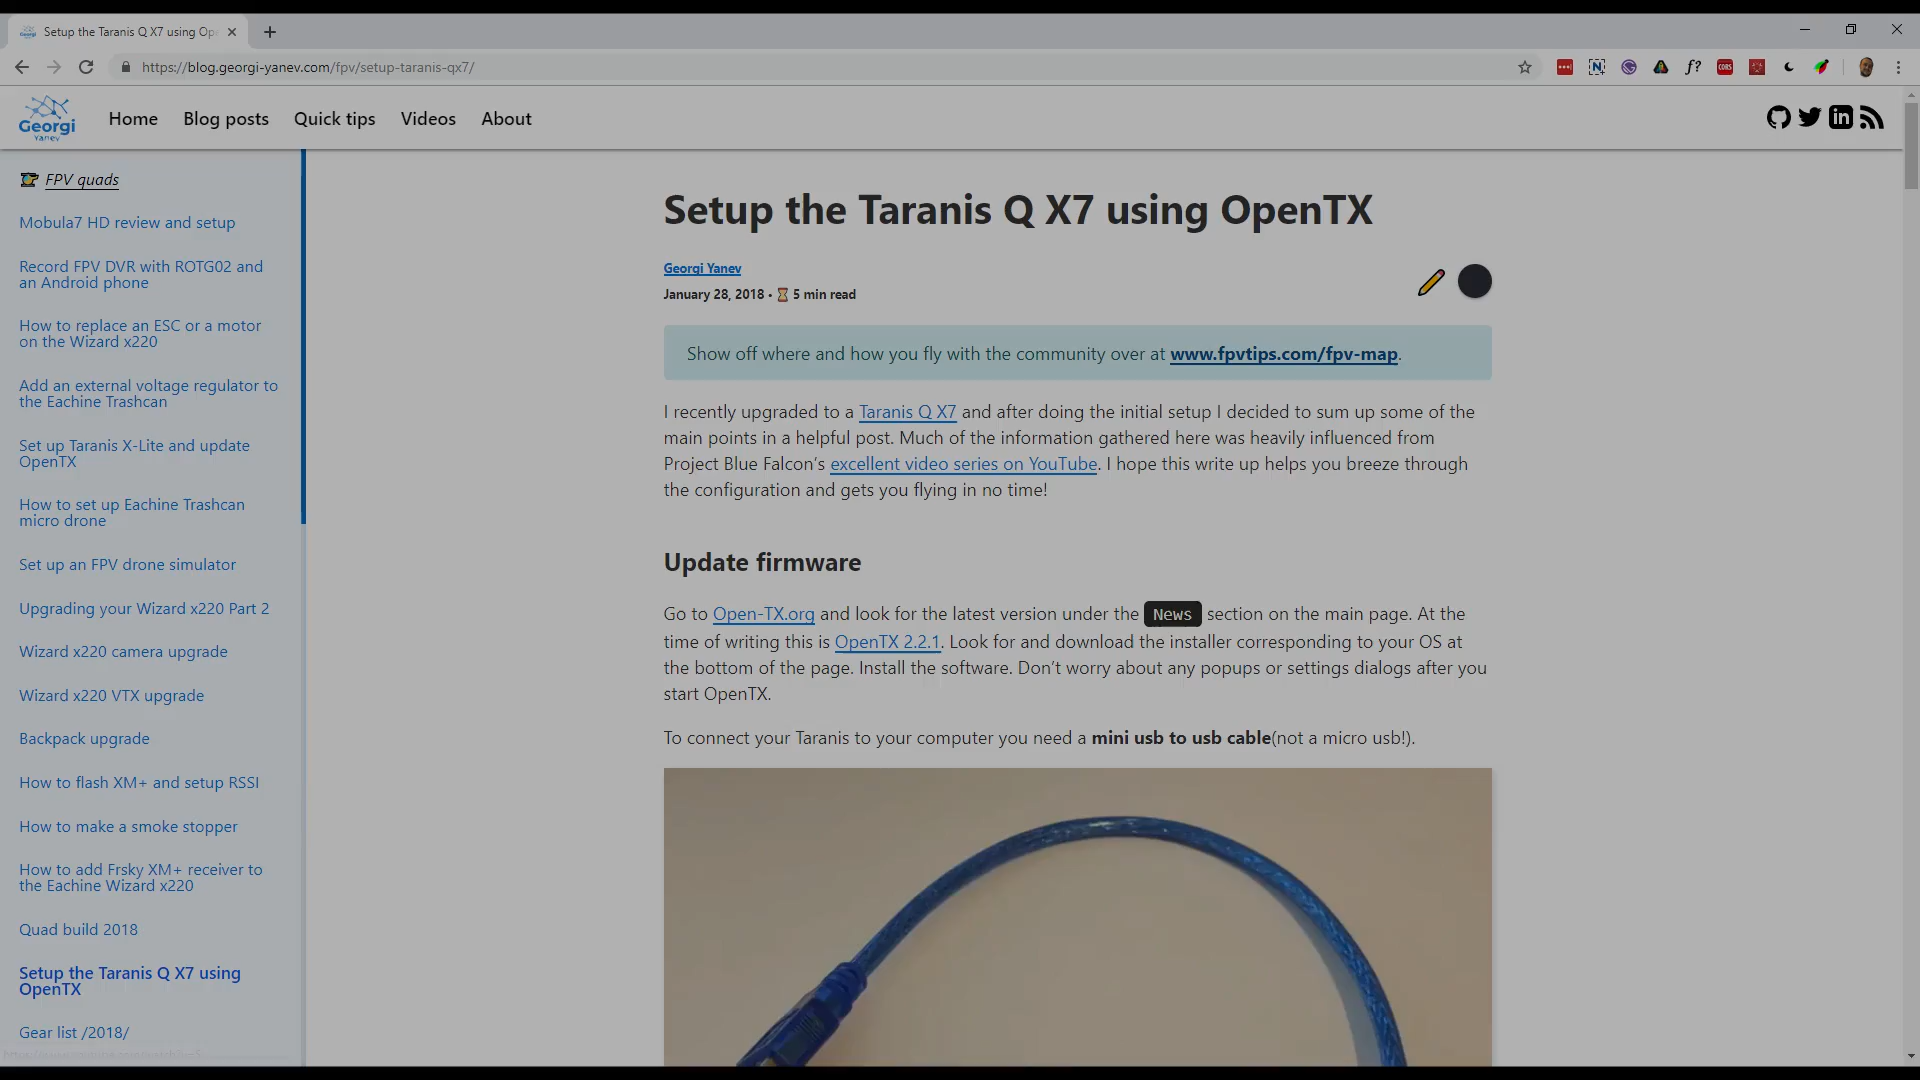 Setup the Taranis Q X7 using Op
https://blog.georgi-yanev.com/fpv/setup-taranis-qx7/
Georgi
Yanev
Home
Blog posts
Quick tips
Videos
About
FPV quads
Mobula7 HD review and setup
Record FPV DVR with ROTG02 and
an Android phone
How to replace an ESC or a motor
on the Wizard x220
Add an external voltage regulator to
the Eachine Trashcan
Set up Taranis X-Lite and update
OpenTX
How to set up Eachine Trashcan
micro drone
Set up an FPV drone simulator
Upgrading your Wizard x220 Part 2
Wizard x220 camera upgrade
Wizard x220 VTX upgrade
Backpack upgrade
How to flash XM+ and setup RSSI
How to make a smoke stopper
How to add Frsky XM+ receiver to
the Eachine Wizard x220
Quad build 2018
Setup the Taranis Q X7 using
OpenTX
Gear list /2018/
Setup the Taranis Q X7 using OpenTX
Georgi Yanev
January 28, 2018 • ⏳ 5 min read
Show off where and how you fly with the community over at www.fpvtips.com/fpv-map.
I recently upgraded to a Taranis Q X7 and after doing the initial setup I decided to sum up some of the
main points in a helpful post. Much of the information gathered here was heavily influenced from
Project Blue Falcon’s excellent video series on YouTube. I hope this write up helps you breeze through
the configuration and gets you flying in no time!
Update firmware
Go to Open-TX.org and look for the latest version under the News section on the main page. At the
time of writing this is OpenTX 2.2.1. Look for and download the installer corresponding to your OS at
the bottom of the page. Install the software. Don’t worry about any popups or settings dialogs after you
start OpenTX.
To connect your Taranis to your computer you need a mini usb to usb cable(not a micro usb!).